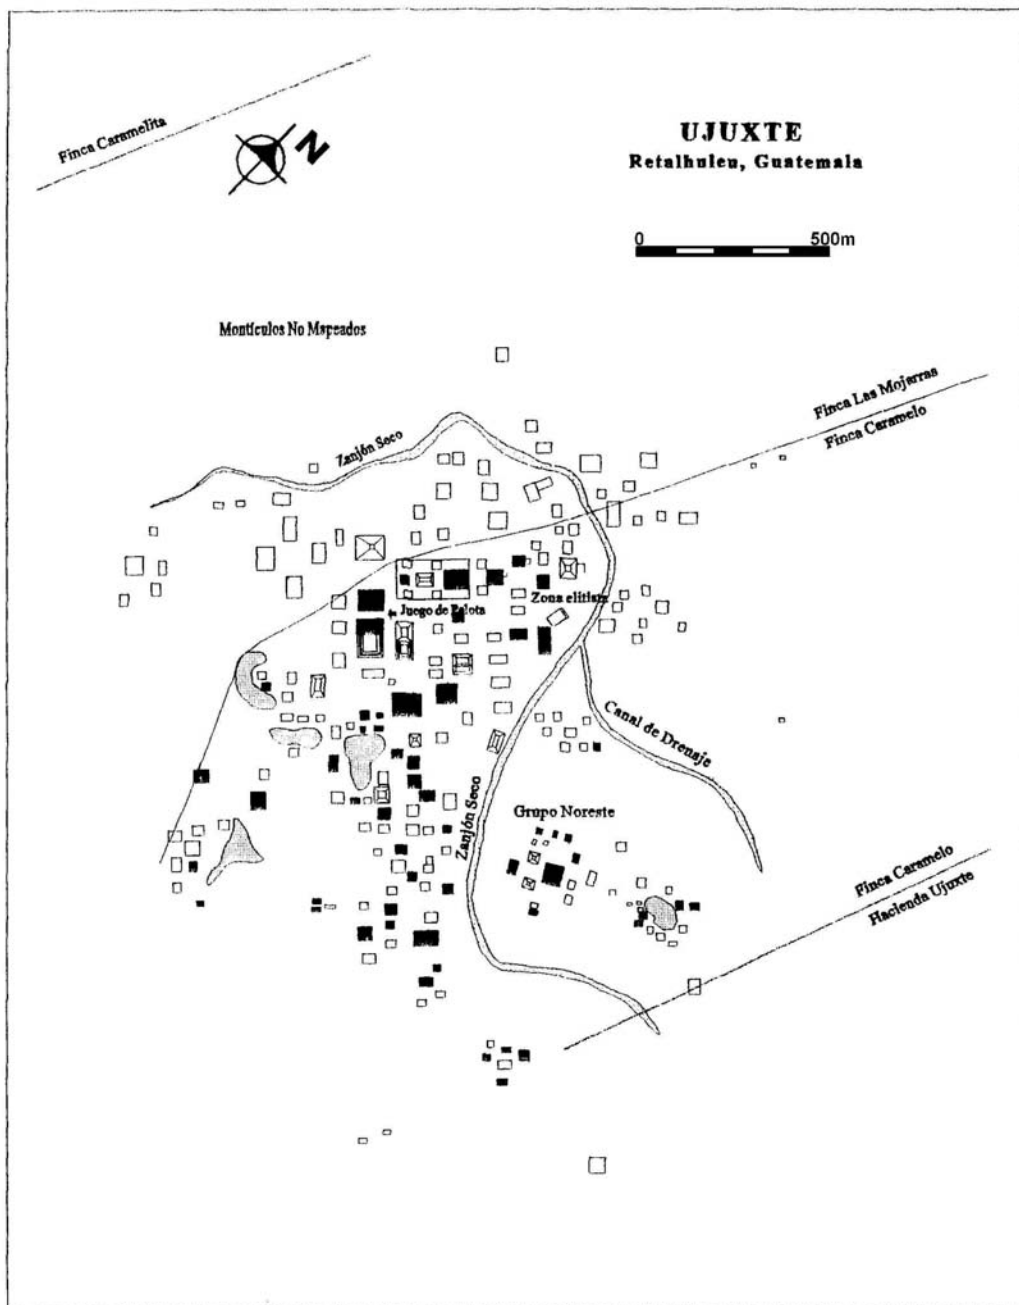 Finca Caramelita
N
UJUXTE
Retalhuleu, Guatemala
0 500m
Montículos No Mapeados
Finca Las Mojarras
Finca Caramelo
Zanjón Seco
Zona elitista
Juego de Pelota
Canal de Drenaje
Zanjón Seco
Grupo Noreste
Finca Caramelo
Hacienda Ujuxte